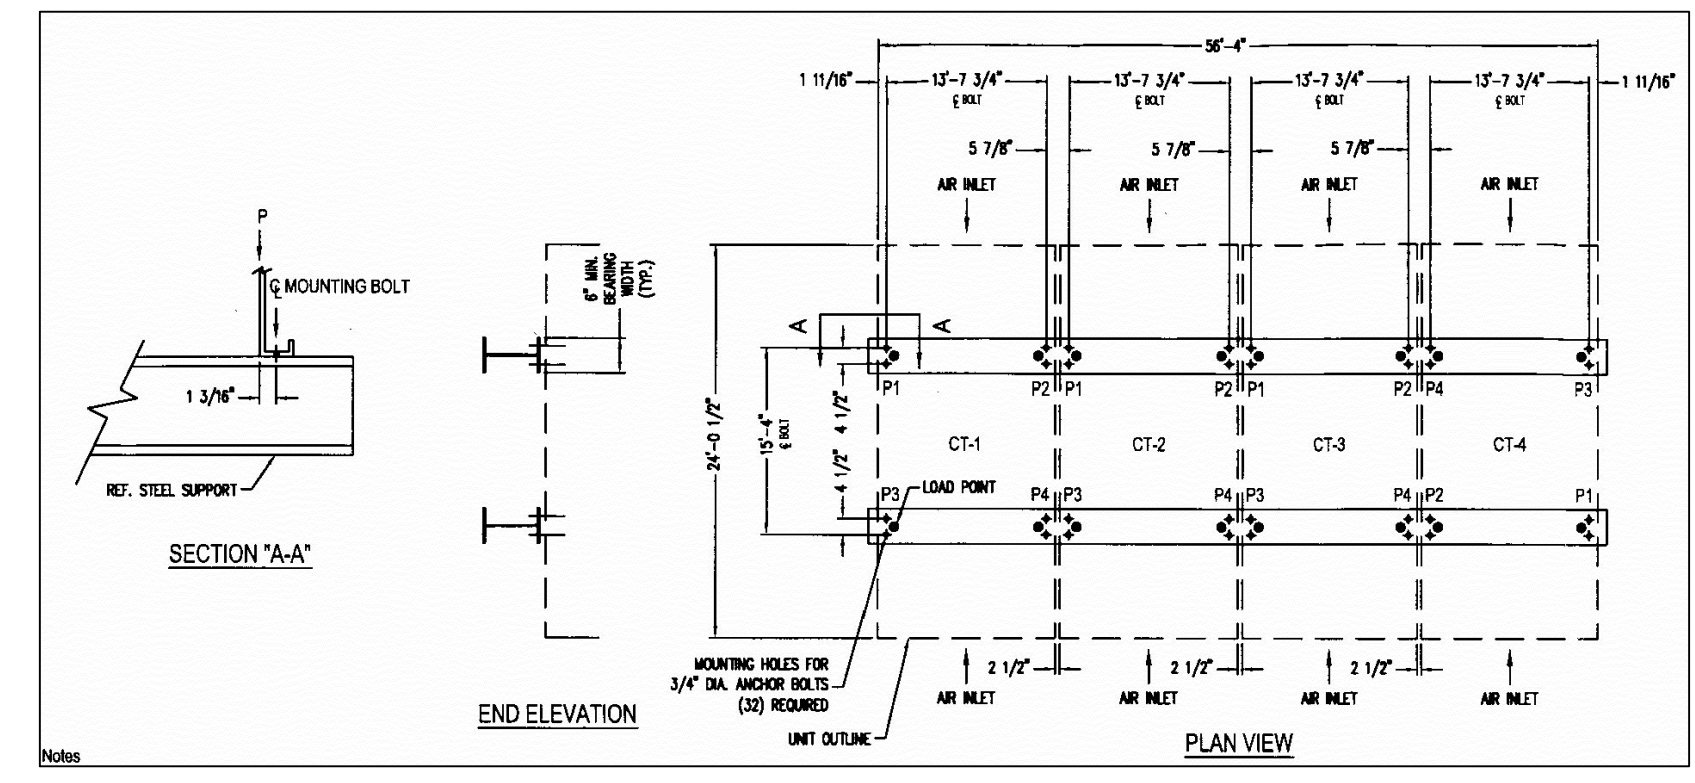 56'-4"
1 11/16"
13'-7 3/4"
13'-7 3/4"
13'-7 3/4"
13'-7 3/4"
1 11/16"
℄ BOLT
℄ BOLT
℄ BOLT
℄ BOLT
5 7/8"
5 7/8"
5 7/8"
AIR INLET
AIR INLET
AIR INLET
AIR INLET
P
℄ MOUNTING BOLT
1 3/16"
REF. STEEL SUPPORT
SECTION "A-A"
6" MIN.
BEARING
WIDTH
(TYP.)
END ELEVATION
24'-0 1/2"
15'-4"
℄ BOLT
4 1/2"
4 1/2"
A
A
P1
P2
P1
P2
P1
P2
P4
P3
CT-1
CT-2
CT-3
CT-4
P3
LOAD POINT
P4
P3
P4
P3
P4
P2
P1
MOUNTING HOLES FOR
3/4" DIA. ANCHOR BOLTS
(32) REQUIRED
UNIT OUTLINE
2 1/2"
2 1/2"
2 1/2"
AIR INLET
AIR INLET
AIR INLET
AIR INLET
PLAN VIEW
Notes